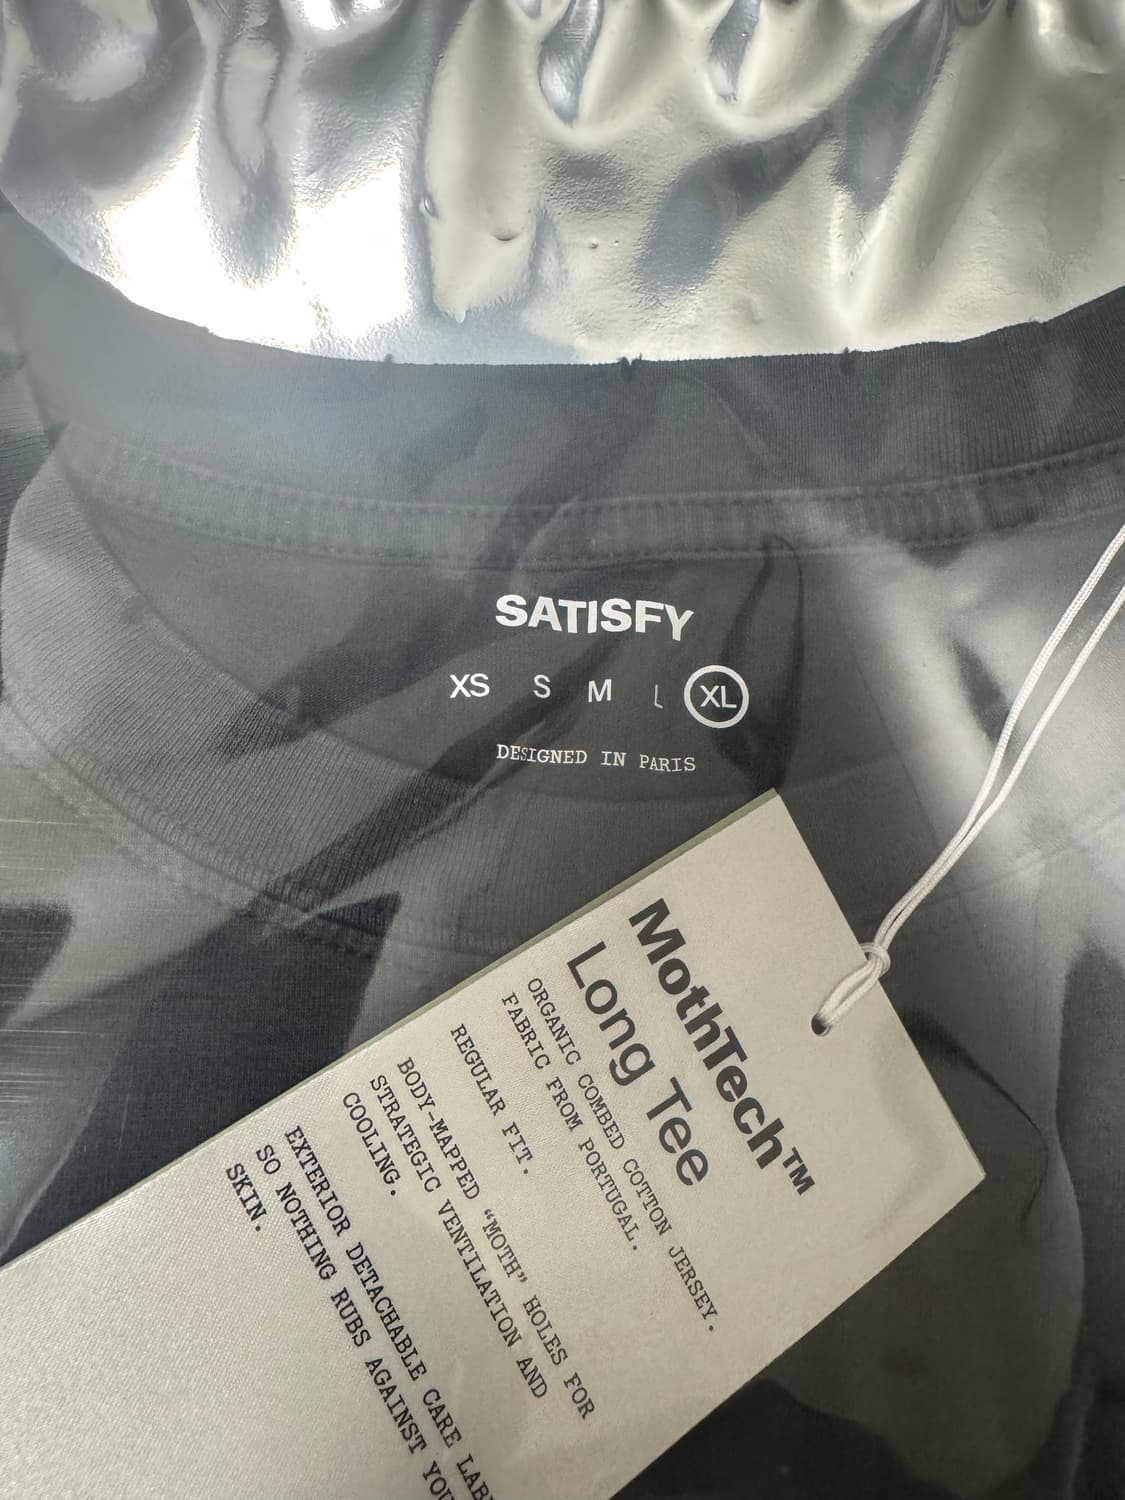 SATISFY
XS S M L XL
DESIGNED IN PARIS
MothTech™
Long Tee
ORGANIC COMBED COTTON JERSEY.
FABRIC FROM PORTUGAL.
REGULAR FIT.
BODY-MAPPED “MOTH” HOLES FOR
STRATEGIC VENTILATION AND
COOLING.
EXTERIOR DETACHABLE CARE
SO NOTHING RUBS AGAINST
SKIN.